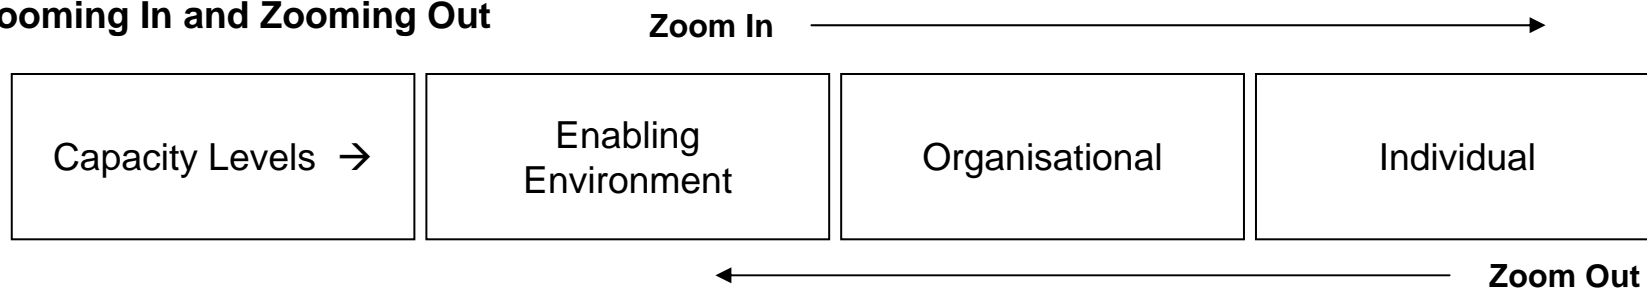 ooming In and Zooming Out
Zoom In
Capacity Levels →
Enabling
Environment
Organisational
Individual
Zoom Out